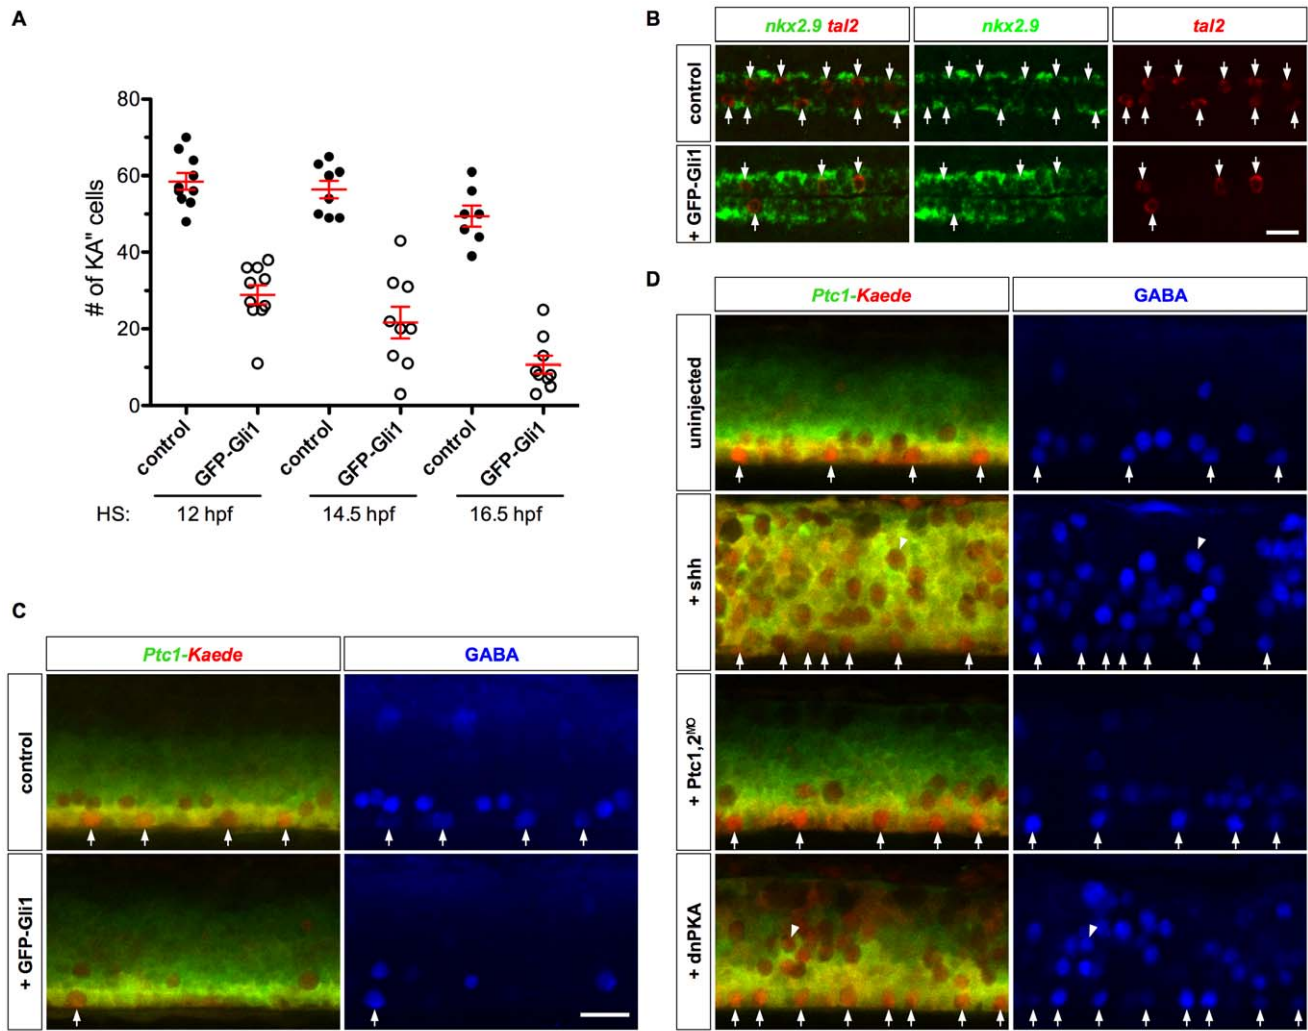 A
# of KA" cells
80
60
40
20
0
control
GFP-Gli1
control
GFP-Gli1
control
GFP-Gli1
HS: 12 hpf 14.5 hpf 16.5 hpf
B
nkx2.9 tal2 nkx2.9 tal2
control
+ GFP-Gli1
C
Ptc1-Kaede GABA
control
+ GFP-Gli1
D
Ptc1-Kaede GABA
uninjected
+ shh
+ Ptc1,2MO
+ dnPKA